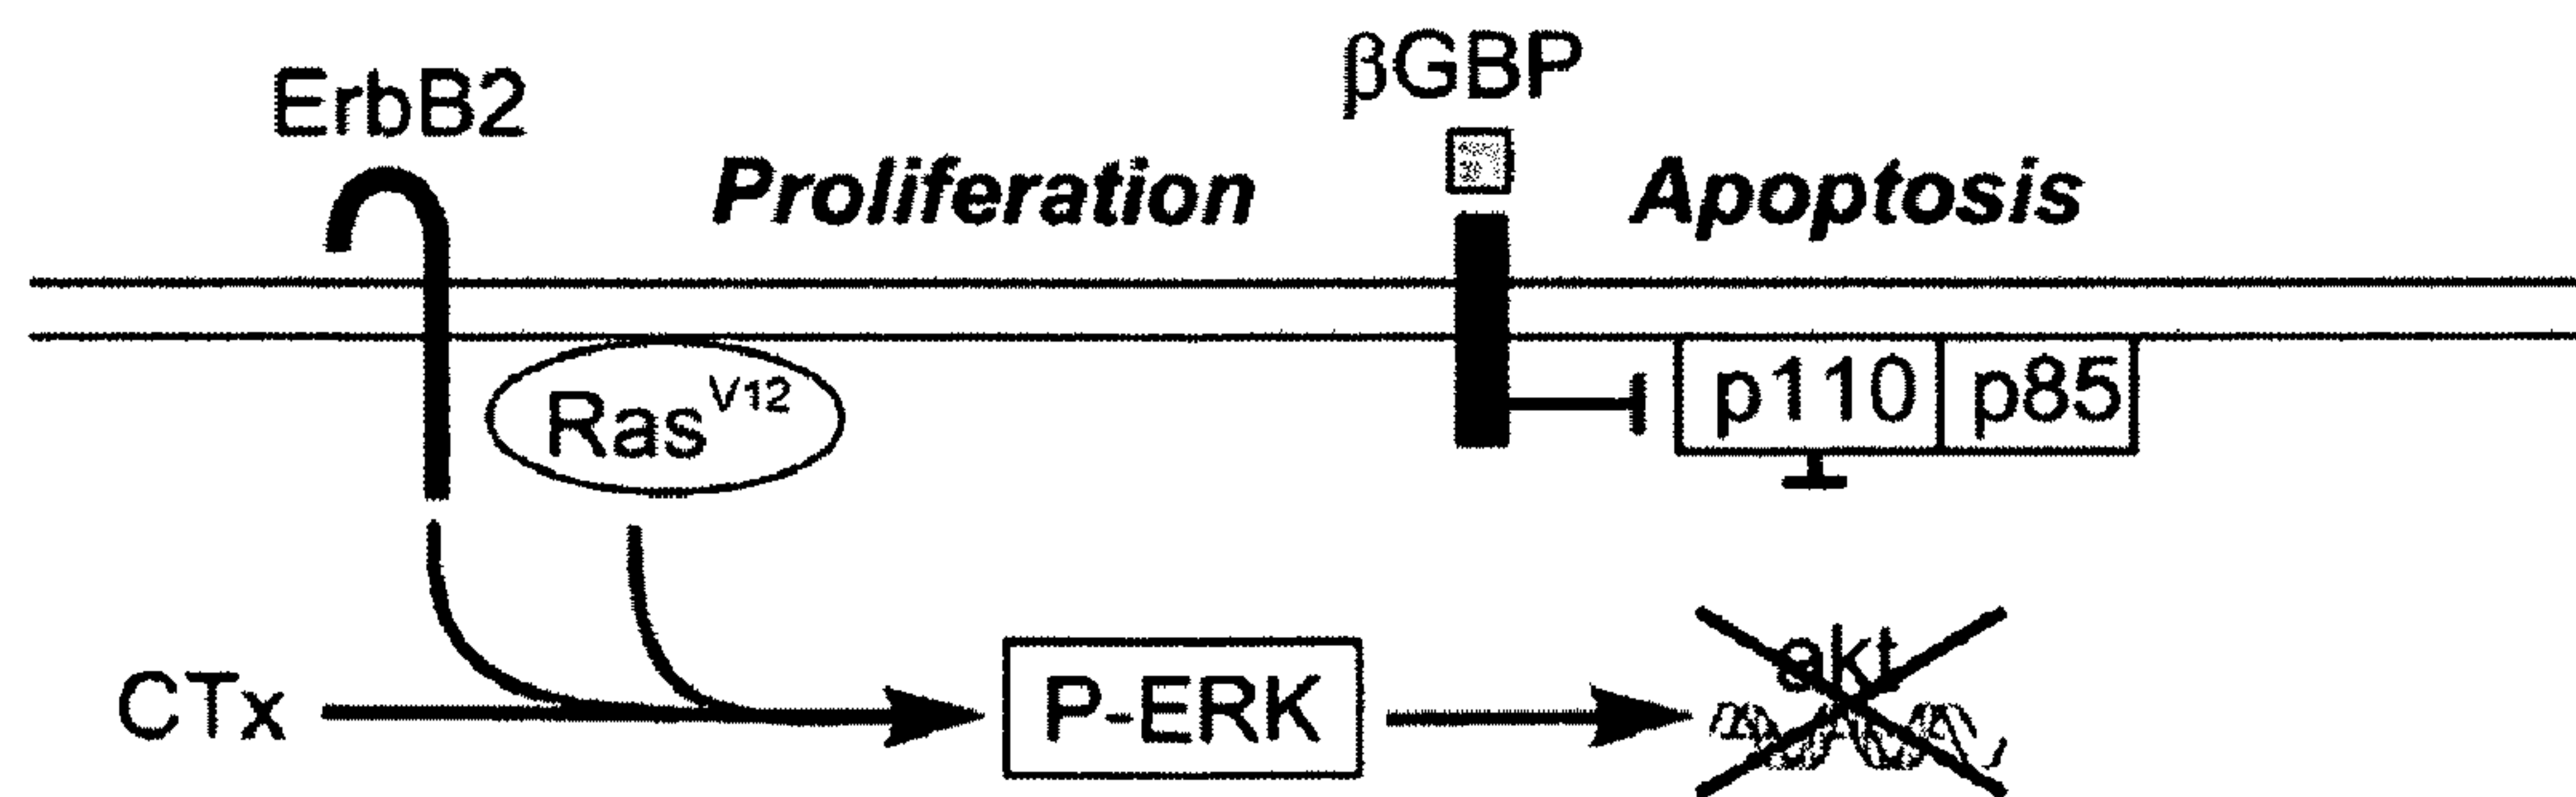 ErbB2
βGBP
Proliferation
Apoptosis
Ras V12
p110
p85
CTx
P-ERK
akt